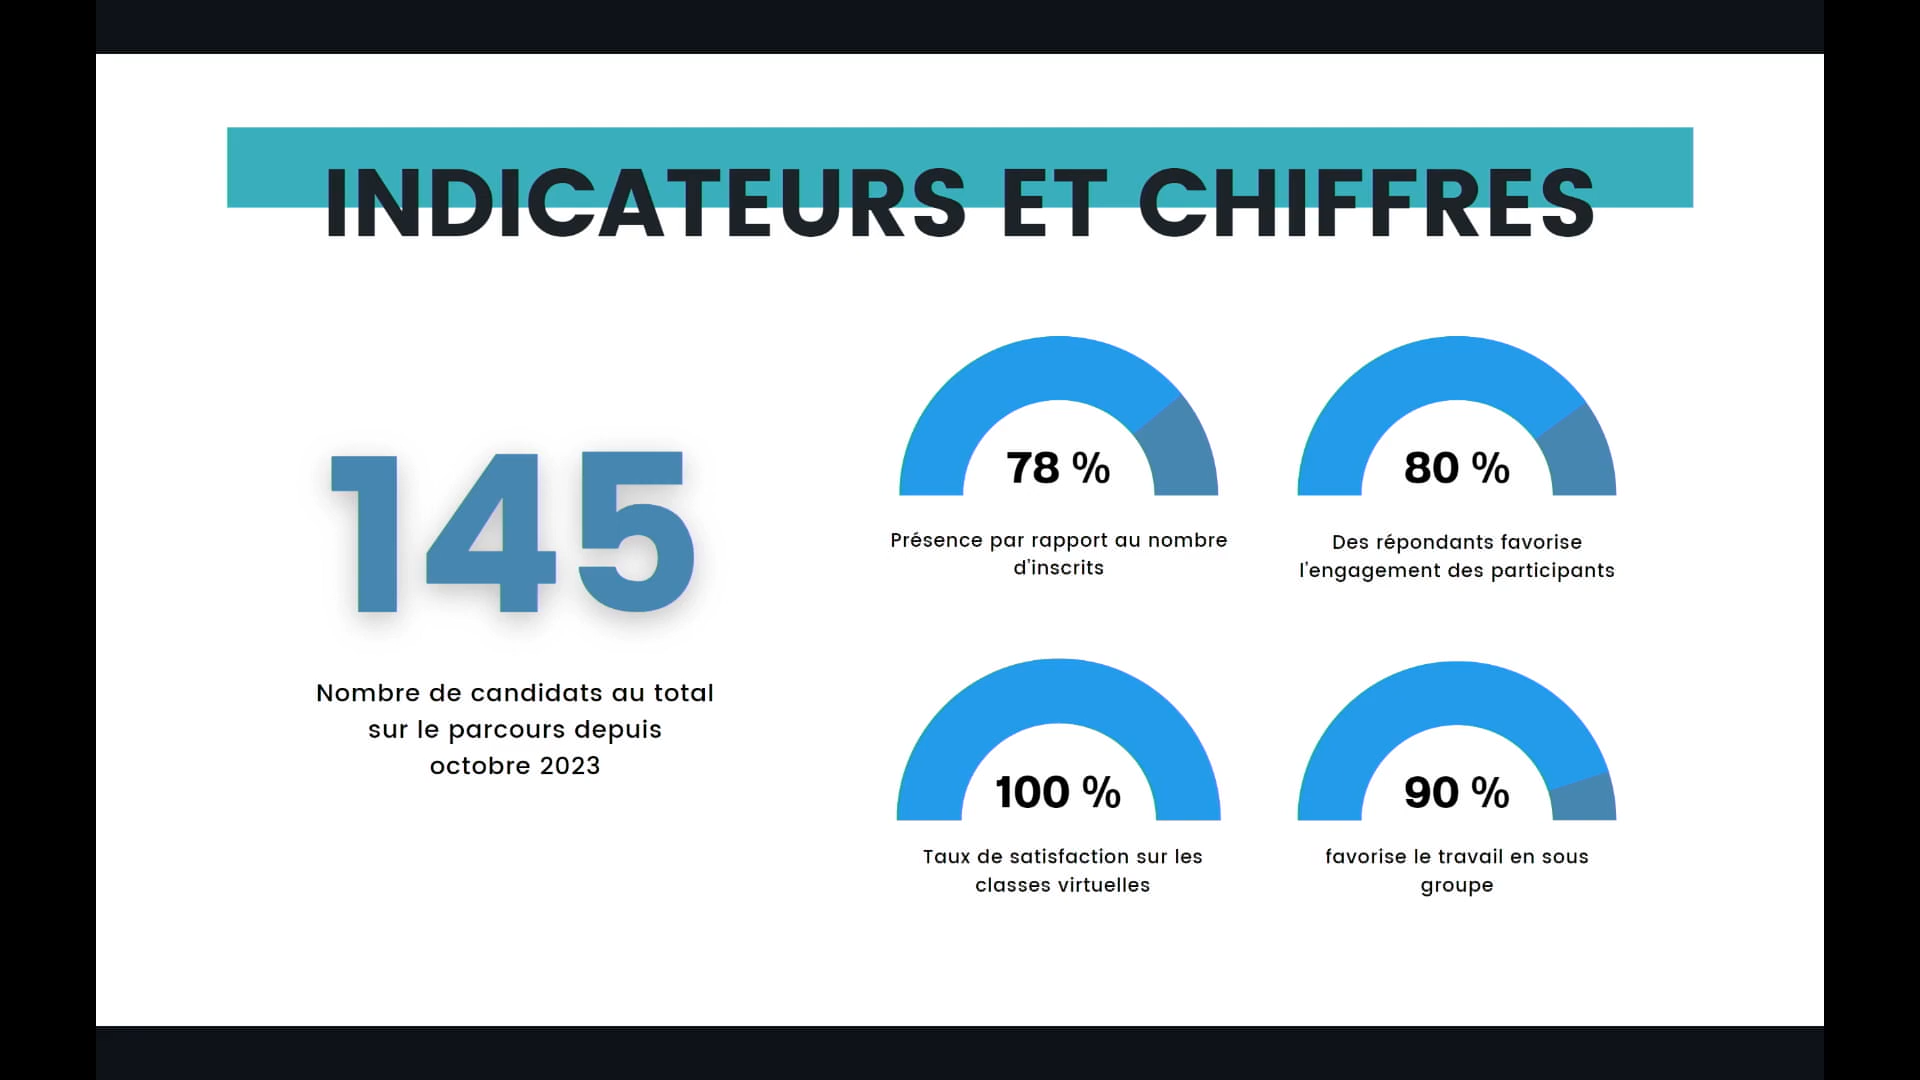 INDICATEURS ET CHIFFRES
145
Nombre de candidats au total
sur le parcours depuis
octobre 2023
78 %
Présence par rapport au nombre
d'inscrits
80 %
Des répondants favorise
l'engagement des participants
100 %
Taux de satisfaction sur les
classes virtuelles
90 %
favorise le travail en sous
groupe